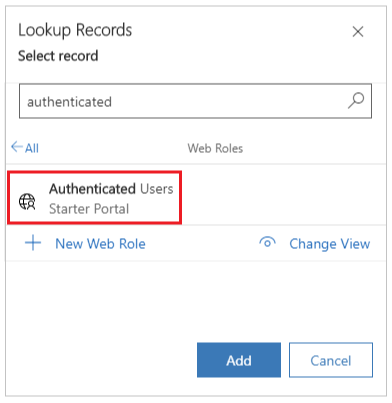 Lookup Records
Select record
authenticated
All Web Roles
Authenticated Users
Starter Portal
New Web Role Change View
Add Cancel